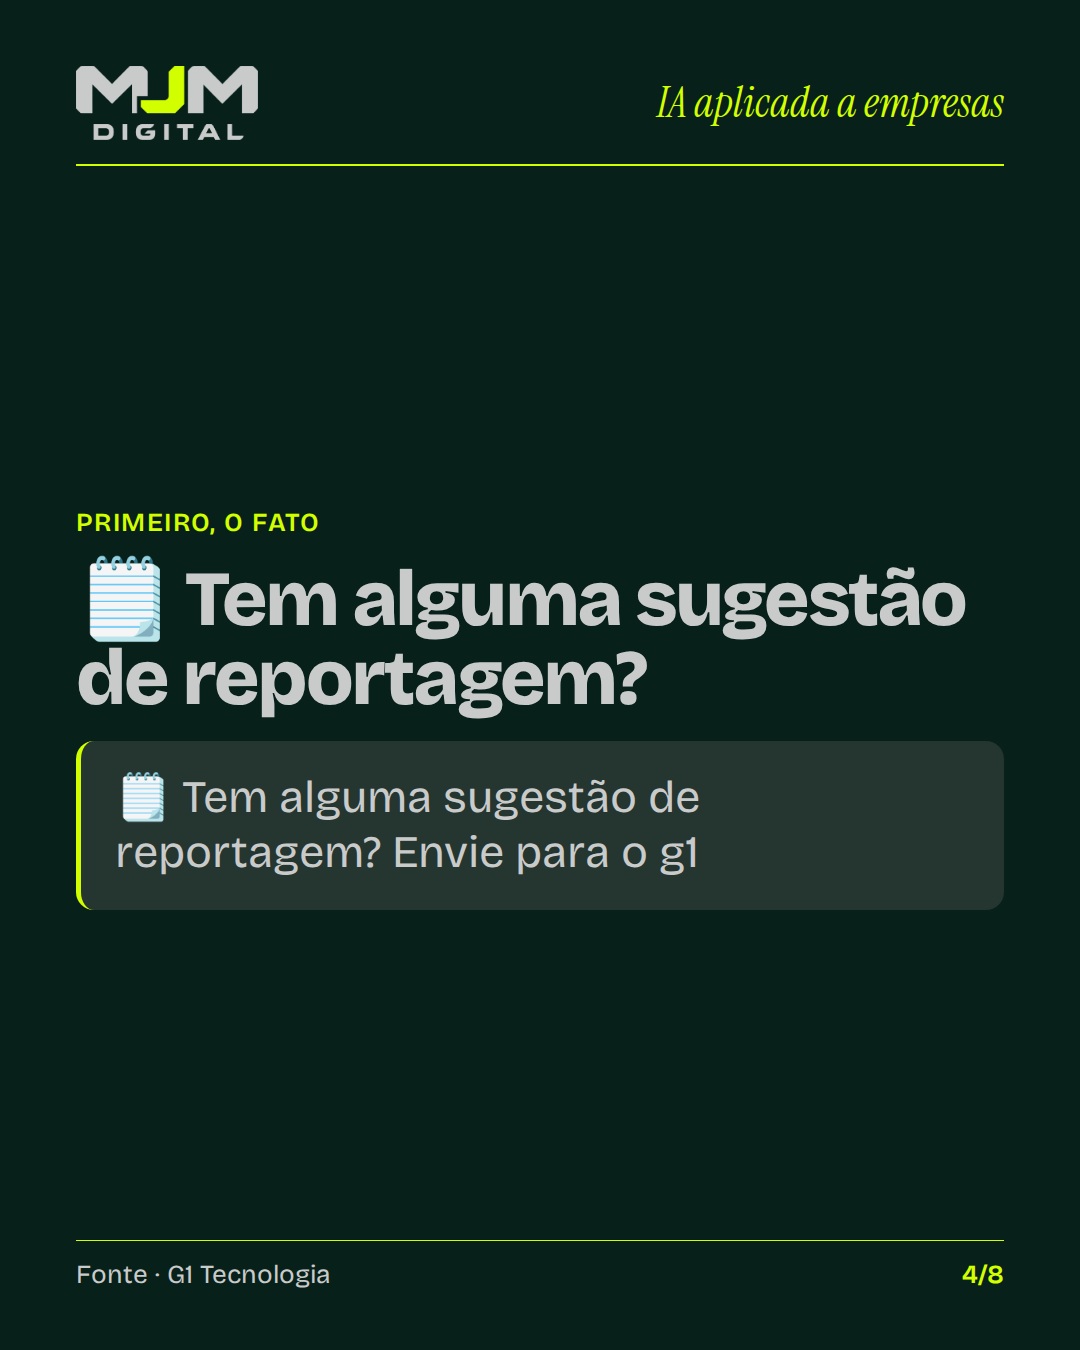 MJM
DIGITAL
IA aplicada a empresas
PRIMEIRO, O FATO
🗒️ Tem alguma sugestão
de reportagem?
🗒️ Tem alguma sugestão de
reportagem? Envie para o g1
Fonte · G1 Tecnologia
4/8